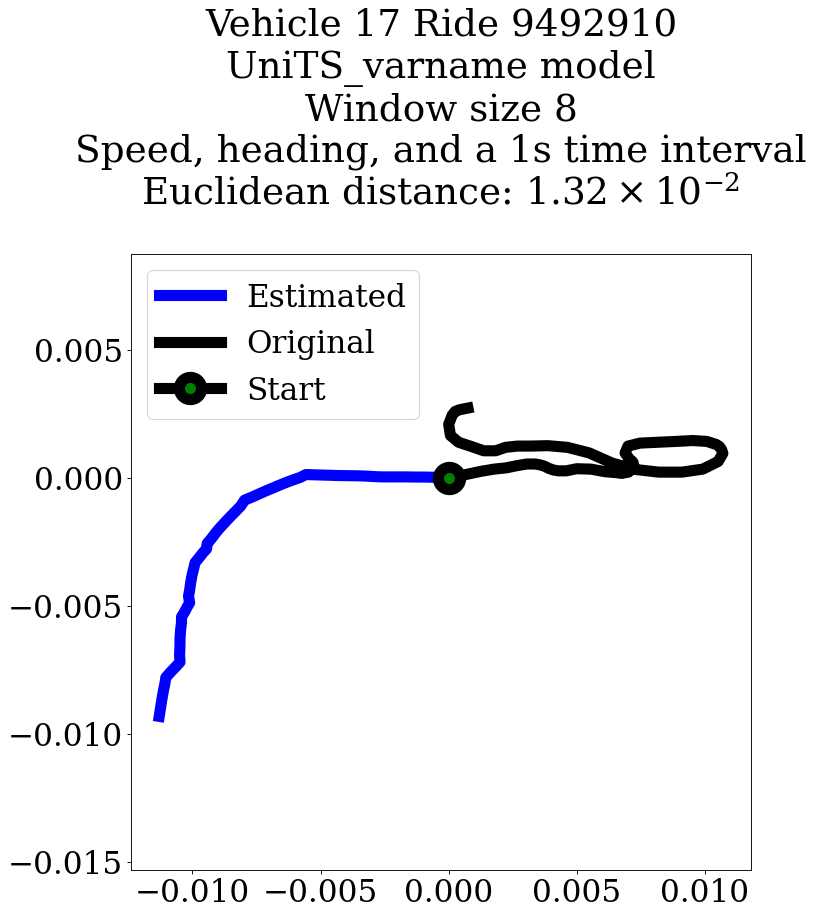 Vehicle 17 Ride 9492910
UniTS_varname model
Window size 8
Speed, heading, and a 1s time interval
Euclidean distance: 1.32 × 10⁻²
Estimated
Original
Start
0.005
0.000
−0.005
−0.010
−0.015
−0.010 −0.005 0.000 0.005 0.010